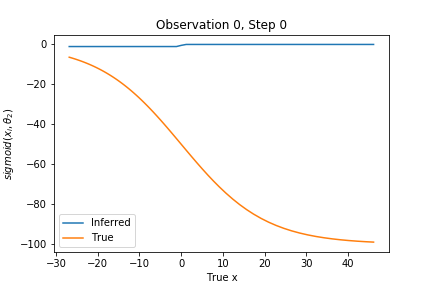 Observation 0, Step 0
0
−20
−40
−60
−80
−100
sigmoid(xᵢ, θ₂)
Inferred
True
−30 −20 −10 0 10 20 30 40
True x